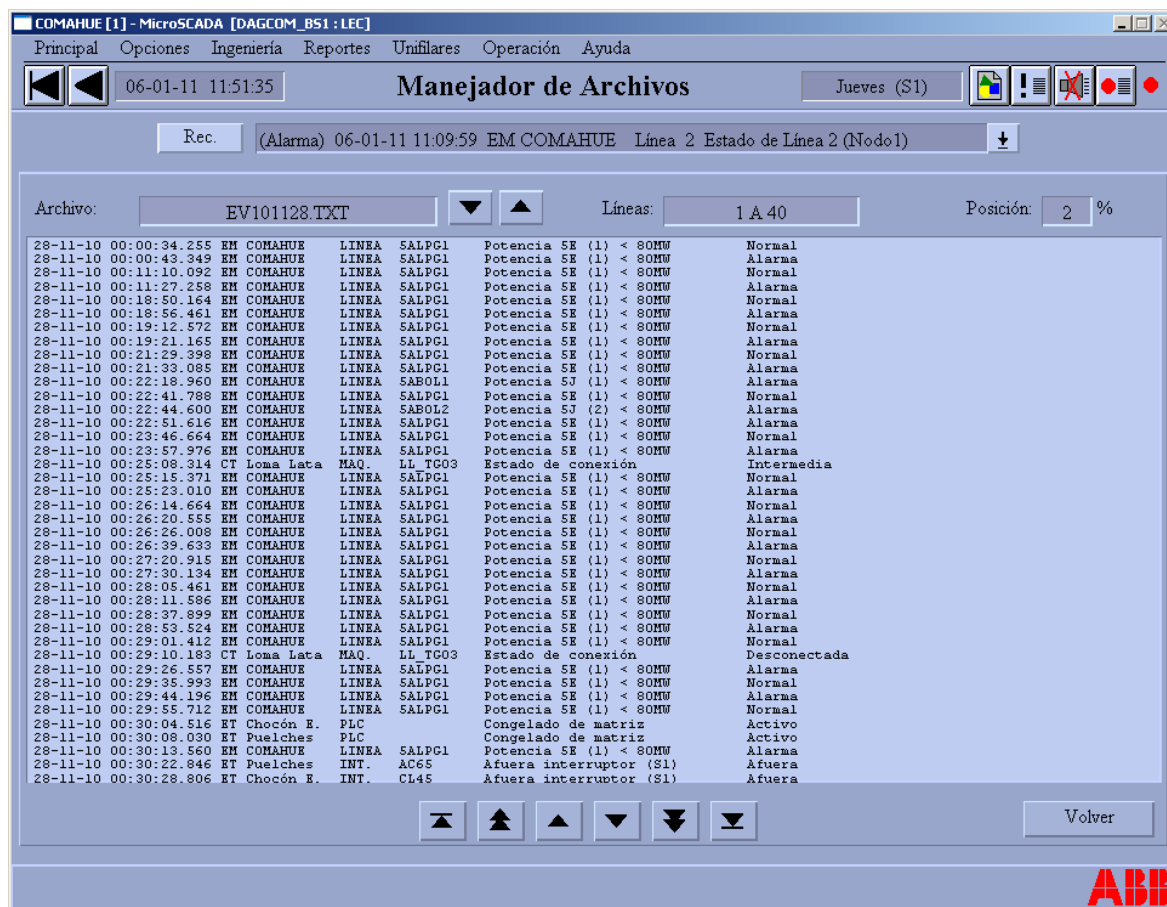 COMAHUE [1] - MicroSCADA [DAGCOM_BS1 : LEC]
Principal Opciones Ingeniería Reportes Unifilares Operación Ayuda
06-01-11 11:51:35 Manejador de Archivos Jueves (S1)
Rec. (Alarma) 06-01-11 11:09:59 EM COMAHUE Línea 2 Estado de Línea 2 (Nodo1)
Archivo: EV101128.TXT Líneas: 1 A 40 Posición: 2 %
28-11-10 00:00:34.255 EM COMAHUE LINEA 5ALPG1 Potencia 5E (1) < 80MW Normal
28-11-10 00:00:43.349 EM COMAHUE LINEA 5ALPG1 Potencia 5E (1) < 80MW Alarma
28-11-10 00:11:10.092 EM COMAHUE LINEA 5ALPG1 Potencia 5E (1) < 80MW Normal
28-11-10 00:11:27.258 EM COMAHUE LINEA 5ALPG1 Potencia 5E (1) < 80MW Alarma
28-11-10 00:18:50.164 EM COMAHUE LINEA 5ALPG1 Potencia 5E (1) < 80MW Normal
28-11-10 00:18:56.461 EM COMAHUE LINEA 5ALPG1 Potencia 5E (1) < 80MW Alarma
28-11-10 00:19:12.572 EM COMAHUE LINEA 5ALPG1 Potencia 5E (1) < 80MW Normal
28-11-10 00:19:21.165 EM COMAHUE LINEA 5ALPG1 Potencia 5E (1) < 80MW Alarma
28-11-10 00:21:29.398 EM COMAHUE LINEA 5ALPG1 Potencia 5E (1) < 80MW Normal
28-11-10 00:21:33.085 EM COMAHUE LINEA 5ALPG1 Potencia 5E (1) < 80MW Alarma
28-11-10 00:22:18.960 EM COMAHUE LINEA 5ABOL1 Potencia 5J (1) < 80MW Alarma
28-11-10 00:22:41.788 EM COMAHUE LINEA 5ALPG1 Potencia 5E (1) < 80MW Normal
28-11-10 00:22:44.600 EM COMAHUE LINEA 5ABOL2 Potencia 5J (2) < 80MW Alarma
28-11-10 00:22:51.616 EM COMAHUE LINEA 5ALPG1 Potencia 5E (1) < 80MW Alarma
28-11-10 00:23:46.664 EM COMAHUE LINEA 5ALPG1 Potencia 5E (1) < 80MW Normal
28-11-10 00:23:57.976 EM COMAHUE LINEA 5ALPG1 Potencia 5E (1) < 80MW Alarma
28-11-10 00:25:08.314 CT Loma Lata MAQ. LL_TG03 Estado de conexión Intermedia
28-11-10 00:25:15.371 EM COMAHUE LINEA 5ALPG1 Potencia 5E (1) < 80MW Normal
28-11-10 00:25:23.010 EM COMAHUE LINEA 5ALPG1 Potencia 5E (1) < 80MW Alarma
28-11-10 00:26:14.664 EM COMAHUE LINEA 5ALPG1 Potencia 5E (1) < 80MW Normal
28-11-10 00:26:20.555 EM COMAHUE LINEA 5ALPG1 Potencia 5E (1) < 80MW Alarma
28-11-10 00:26:26.008 EM COMAHUE LINEA 5ALPG1 Potencia 5E (1) < 80MW Normal
28-11-10 00:26:39.633 EM COMAHUE LINEA 5ALPG1 Potencia 5E (1) < 80MW Alarma
28-11-10 00:27:20.915 EM COMAHUE LINEA 5ALPG1 Potencia 5E (1) < 80MW Normal
28-11-10 00:27:30.134 EM COMAHUE LINEA 5ALPG1 Potencia 5E (1) < 80MW Alarma
28-11-10 00:28:05.461 EM COMAHUE LINEA 5ALPG1 Potencia 5E (1) < 80MW Normal
28-11-10 00:28:11.586 EM COMAHUE LINEA 5ALPG1 Potencia 5E (1) < 80MW Alarma
28-11-10 00:28:37.899 EM COMAHUE LINEA 5ALPG1 Potencia 5E (1) < 80MW Normal
28-11-10 00:28:53.524 EM COMAHUE LINEA 5ALPG1 Potencia 5E (1) < 80MW Alarma
28-11-10 00:29:01.412 EM COMAHUE LINEA 5ALPG1 Potencia 5E (1) < 80MW Normal
28-11-10 00:29:10.183 CT Loma Lata MAQ. LL_TG03 Estado de conexión Desconectada
28-11-10 00:29:26.557 EM COMAHUE LINEA 5ALPG1 Potencia 5E (1) < 80MW Alarma
28-11-10 00:29:35.993 EM COMAHUE LINEA 5ALPG1 Potencia 5E (1) < 80MW Normal
28-11-10 00:29:44.196 EM COMAHUE LINEA 5ALPG1 Potencia 5E (1) < 80MW Alarma
28-11-10 00:29:55.712 EM COMAHUE LINEA 5ALPG1 Potencia 5E (1) < 80MW Normal
28-11-10 00:30:04.516 ET Chocón E. PLC Congelado de matriz Activo
28-11-10 00:30:08.030 ET Puelches PLC Congelado de matriz Activo
28-11-10 00:30:13.560 EM COMAHUE LINEA 5ALPG1 Potencia 5E (1) < 80MW Alarma
28-11-10 00:30:22.846 ET Puelches INT. AC65 Afuera interruptor (S1) Afuera
28-11-10 00:30:28.806 ET Chocón E. INT. CL45 Afuera interruptor (S1) Afuera
Volver
ABB